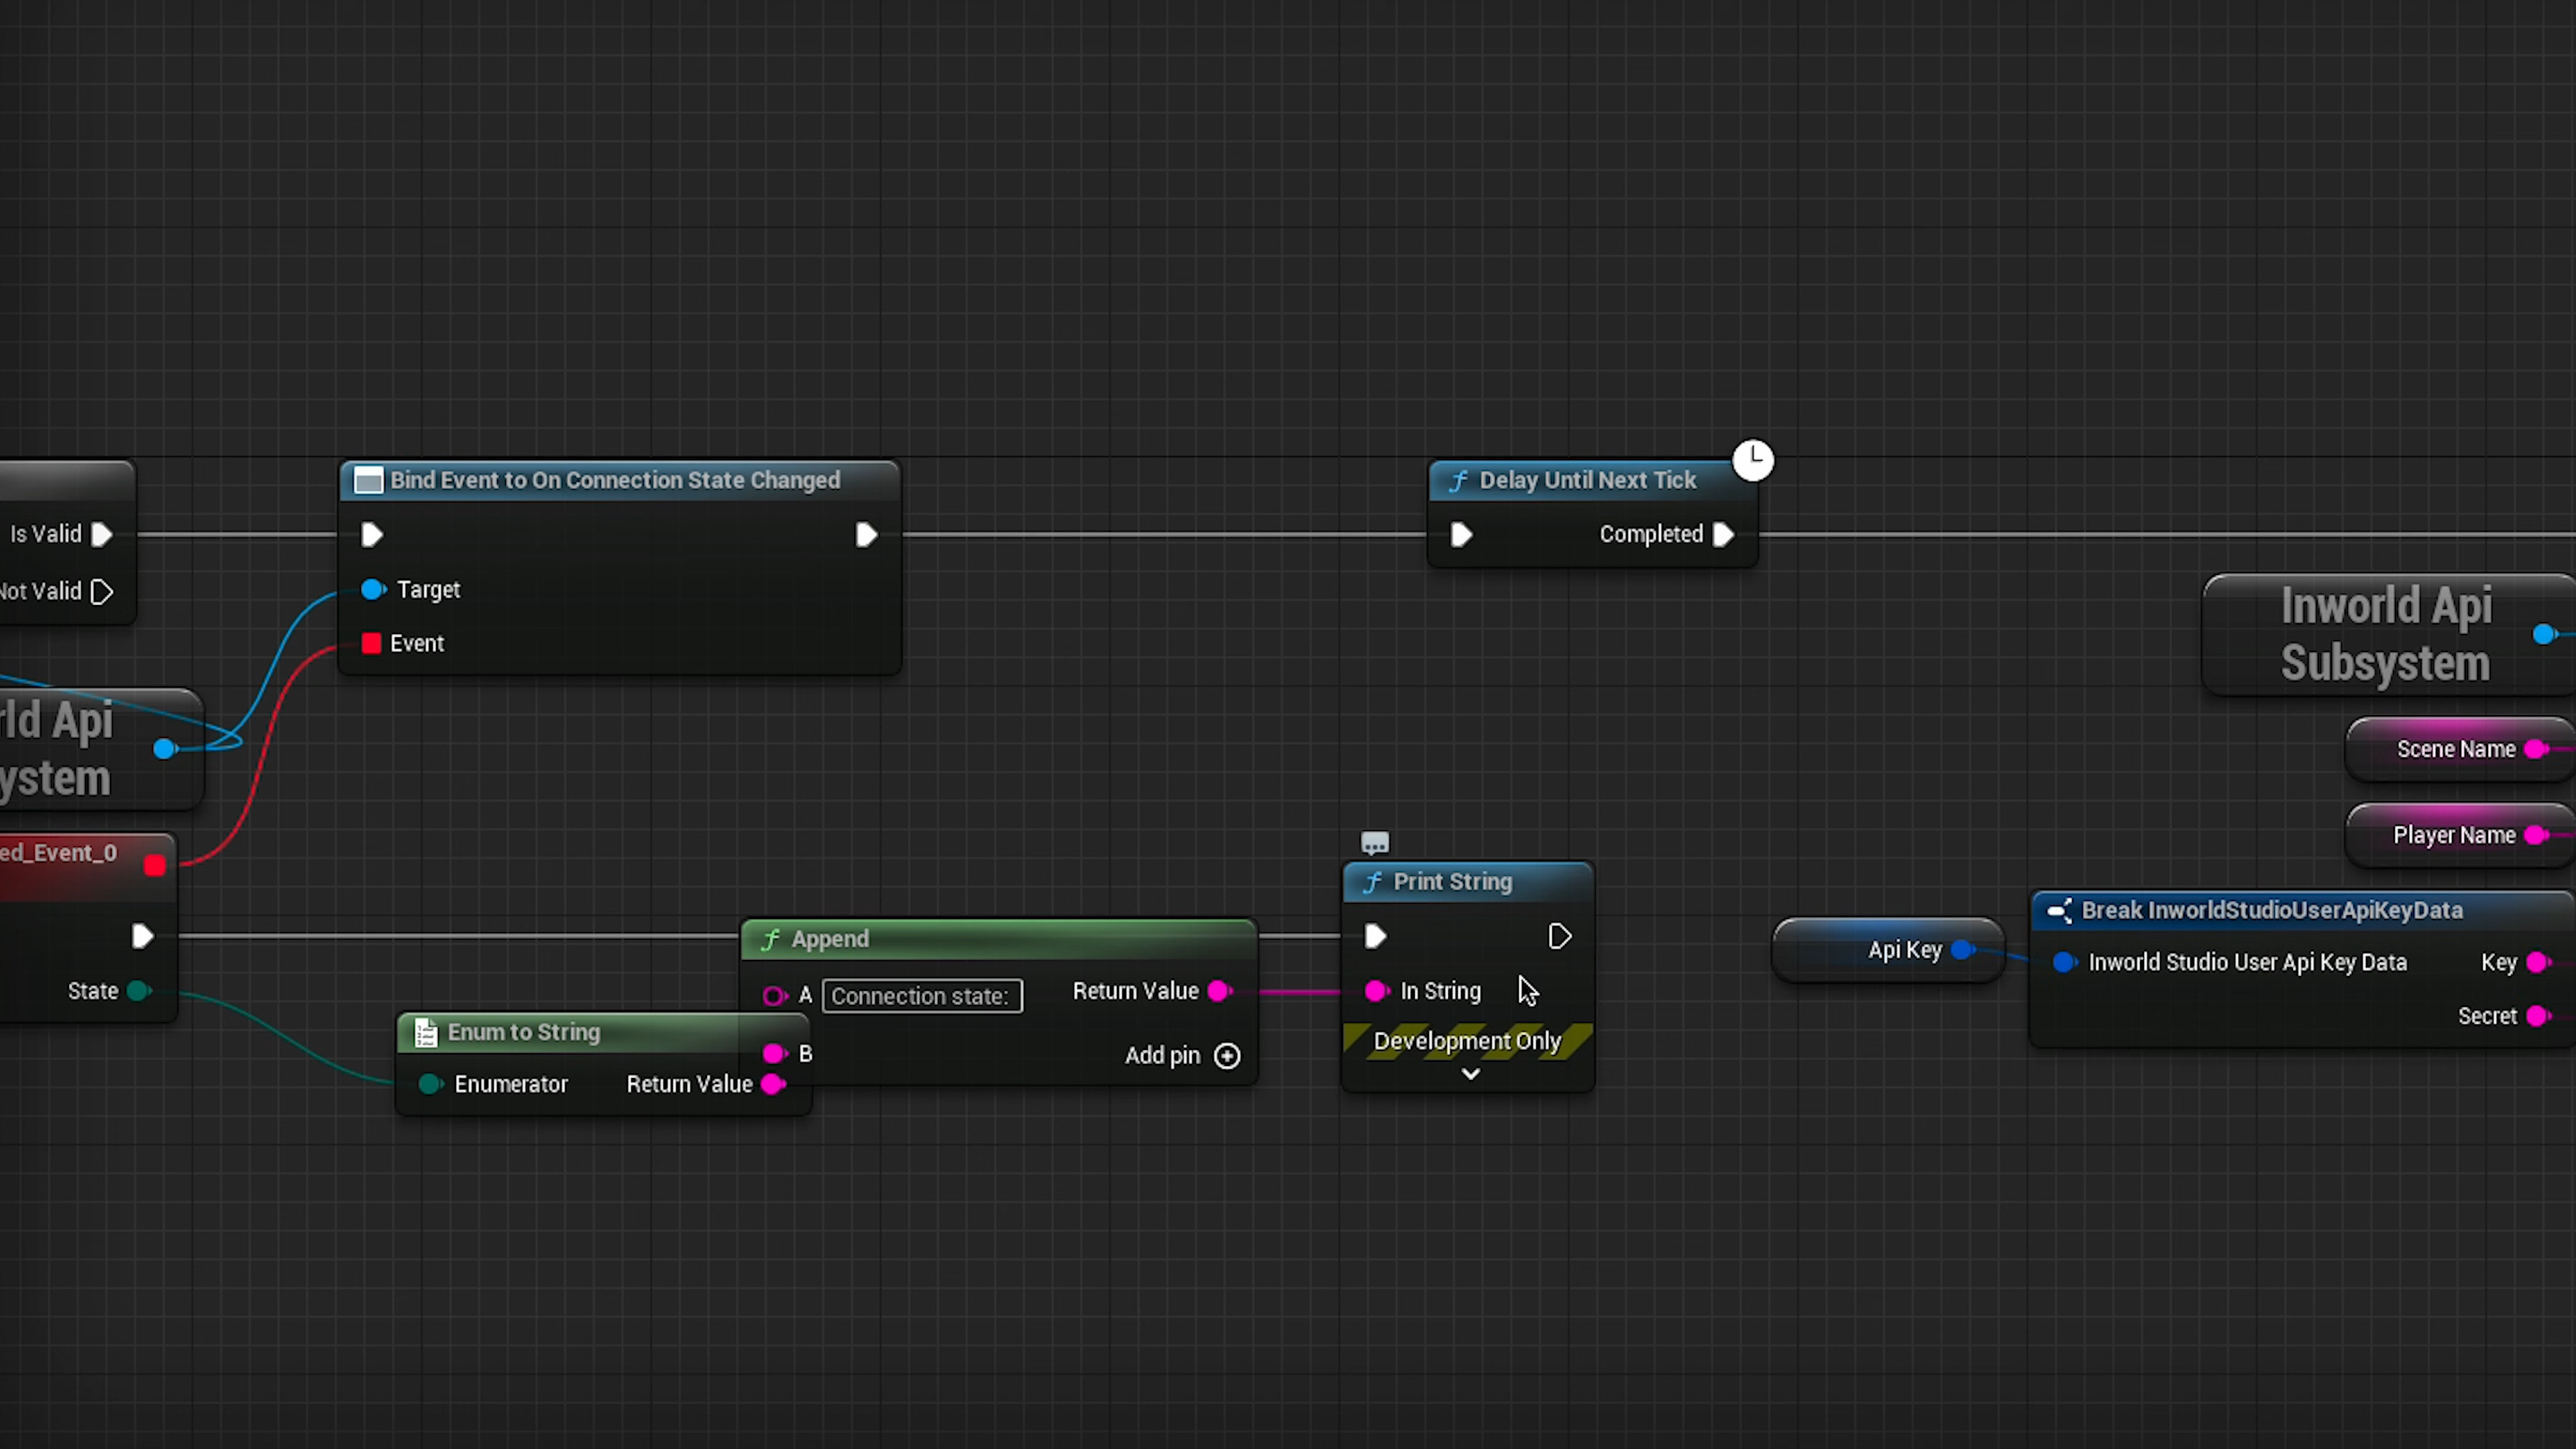 Bind Event to On Connection State Changed
Delay Until Next Tick
Is Valid
Completed
Not Valid
Target
Event
Inworld Api
Subsystem
rld Api
ystem
Scene Name
Player Name
ed_Event_0
Print String
Append
Break InworldStudioUserApiKeyData
Api Key
Inworld Studio User Api Key Data
Key
State
A
Connection state:
Return Value
In String
Secret
Enum to String
Development Only
B
Add pin
Enumerator
Return Value